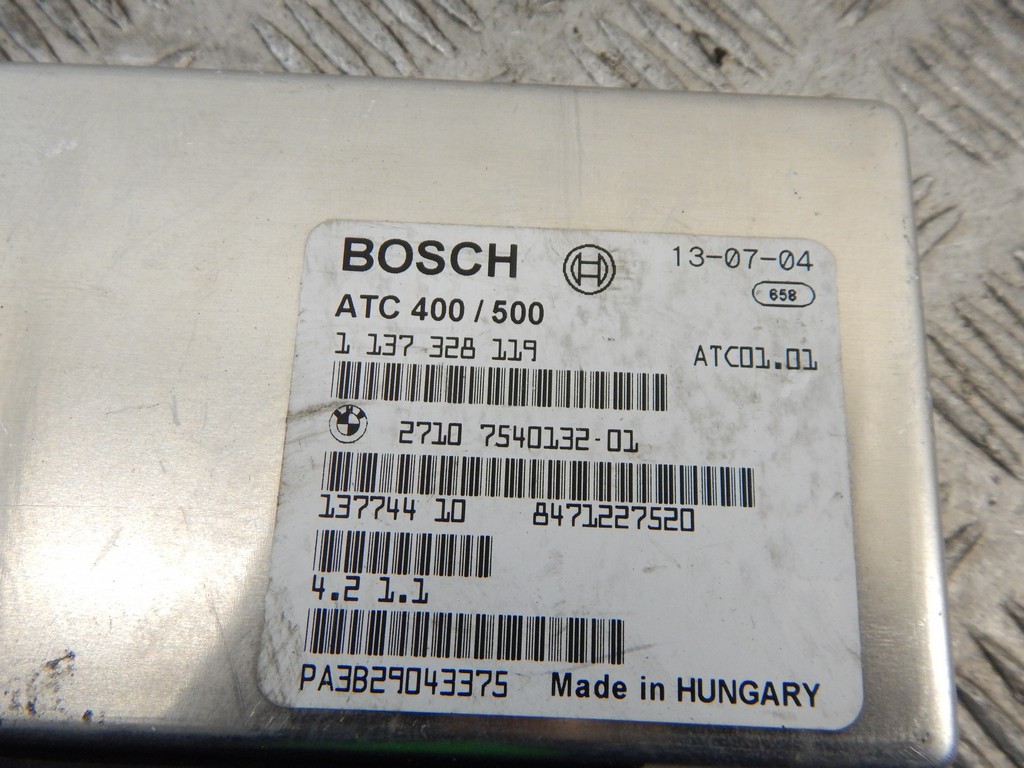 BOSCH 13-07-04
658
ATC 400 / 500
1 137 328 119 ATC01.01
2710 7540132-01
137744 10 8471227520
4.2 1.1
PA3B29043375 Made in HUNGARY